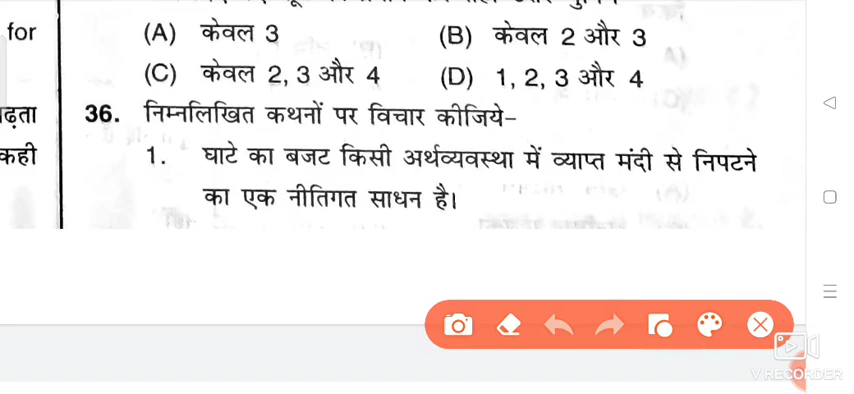 for
(A) केवल 3 (B) केवल 2 और 3
(C) केवल 2, 3 और 4 (D) 1, 2, 3 और 4
36. निम्नलिखित कथनों पर विचार कीजिये–
कही
1. घाटे का बजट किसी अर्थव्यवस्था में व्याप्त मंदी से निपटने
का एक नीतिगत साधन है।
V RECORDER